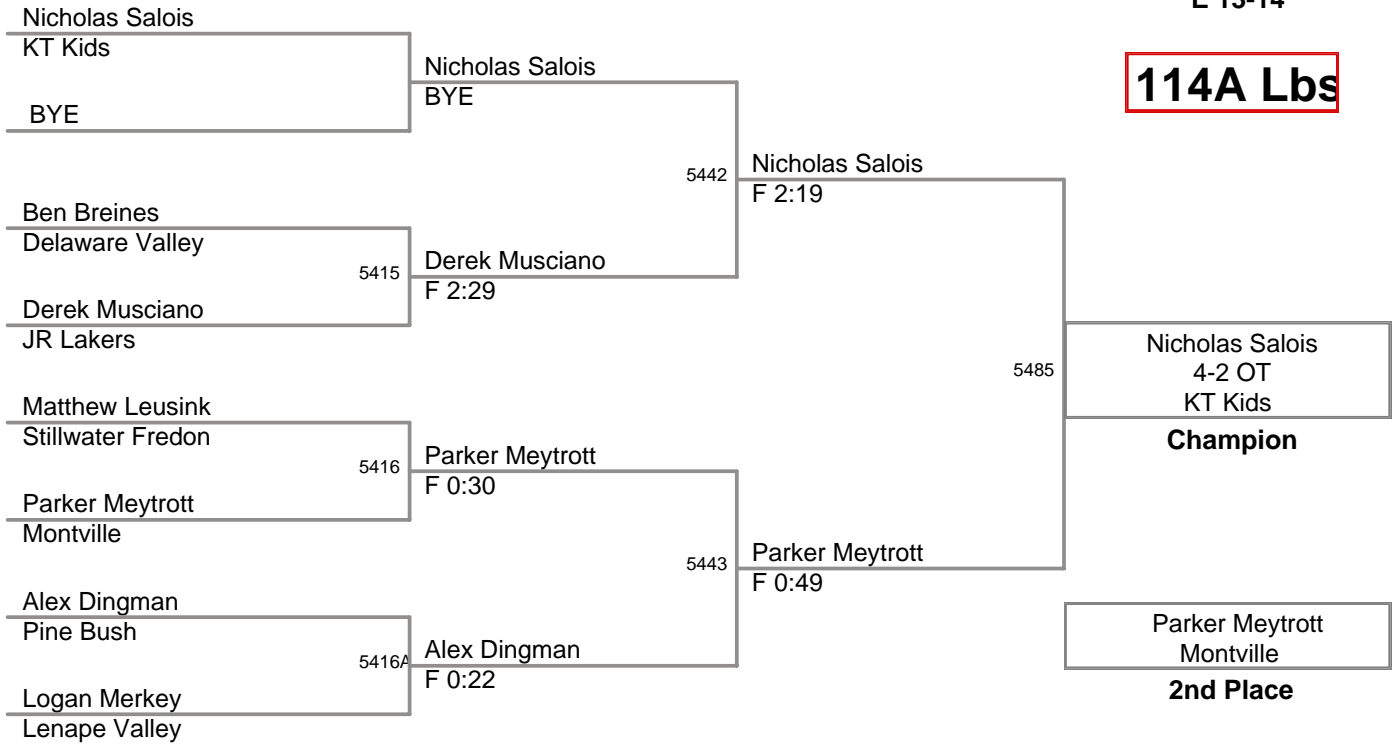 Nicholas Salois
KT Kids
BYE
Ben Breines
Delaware Valley
Derek Musciano
JR Lakers
Matthew Leusink
Stillwater Fredon
Parker Meytrott
Montville
Alex Dingman
Pine Bush
Logan Merkey
Lenape Valley
Nicholas Salois
BYE
5415
Derek Musciano
F 2:29
5416
Parker Meytrott
F 0:30
5416A
Alex Dingman
F 0:22
5442
Nicholas Salois
F 2:19
5443
Parker Meytrott
F 0:49
114A Lbs
5485
Nicholas Salois
4-2 OT
KT Kids
Champion
Parker Meytrott
Montville
2nd Place